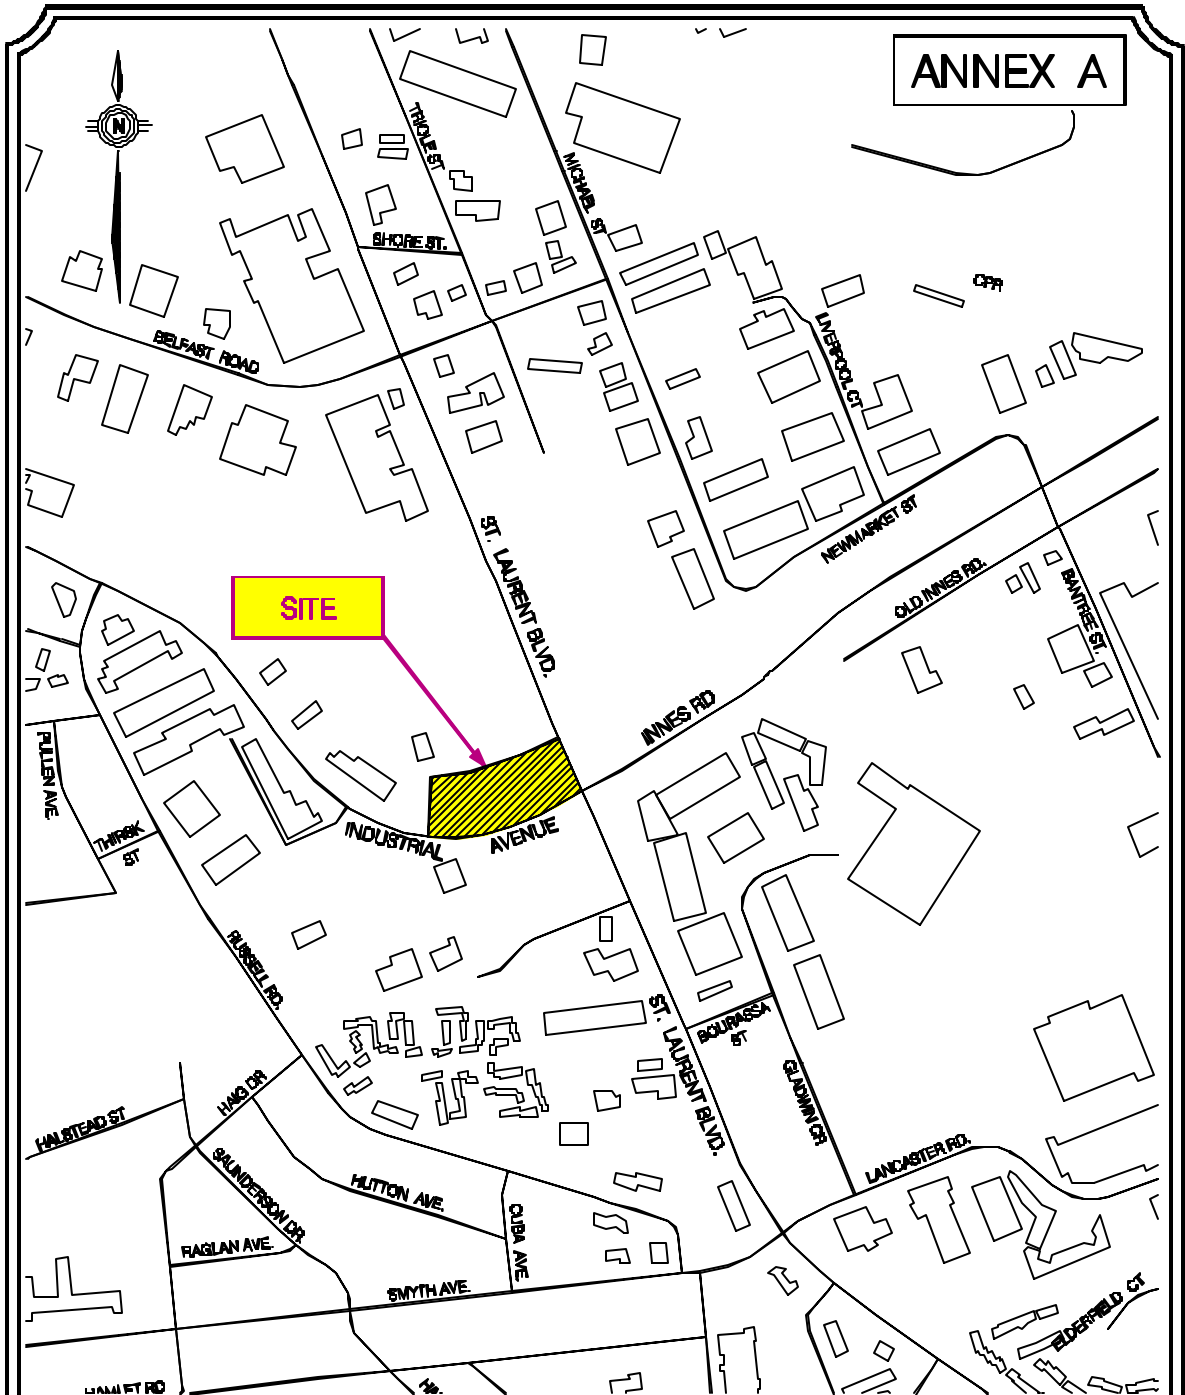 ANNEX A
N
TRIOLE ST
MICHAEL ST
SHORE ST.
CPR
BELFAST ROAD
LIVERPOOL CT
ST. LAURENT BLVD.
NEWMARKET ST
OLD INNES RD.
BANTREE ST.
SITE
INNES RD
PULLEN AVE.
THIRSK
ST
INDUSTRIAL AVENUE
RUSSELL RD.
ST. LAURENT BLVD.
BOURASSA
ST
GLADWIN CR
HAIG DR
HALSTEAD ST
LANCASTER RD.
SAUNDERSON DR.
HUTTON AVE.
CUBA AVE.
RAGLAN AVE.
SMYTH AVE.
ELDERFIELD CT
HAMLET RD